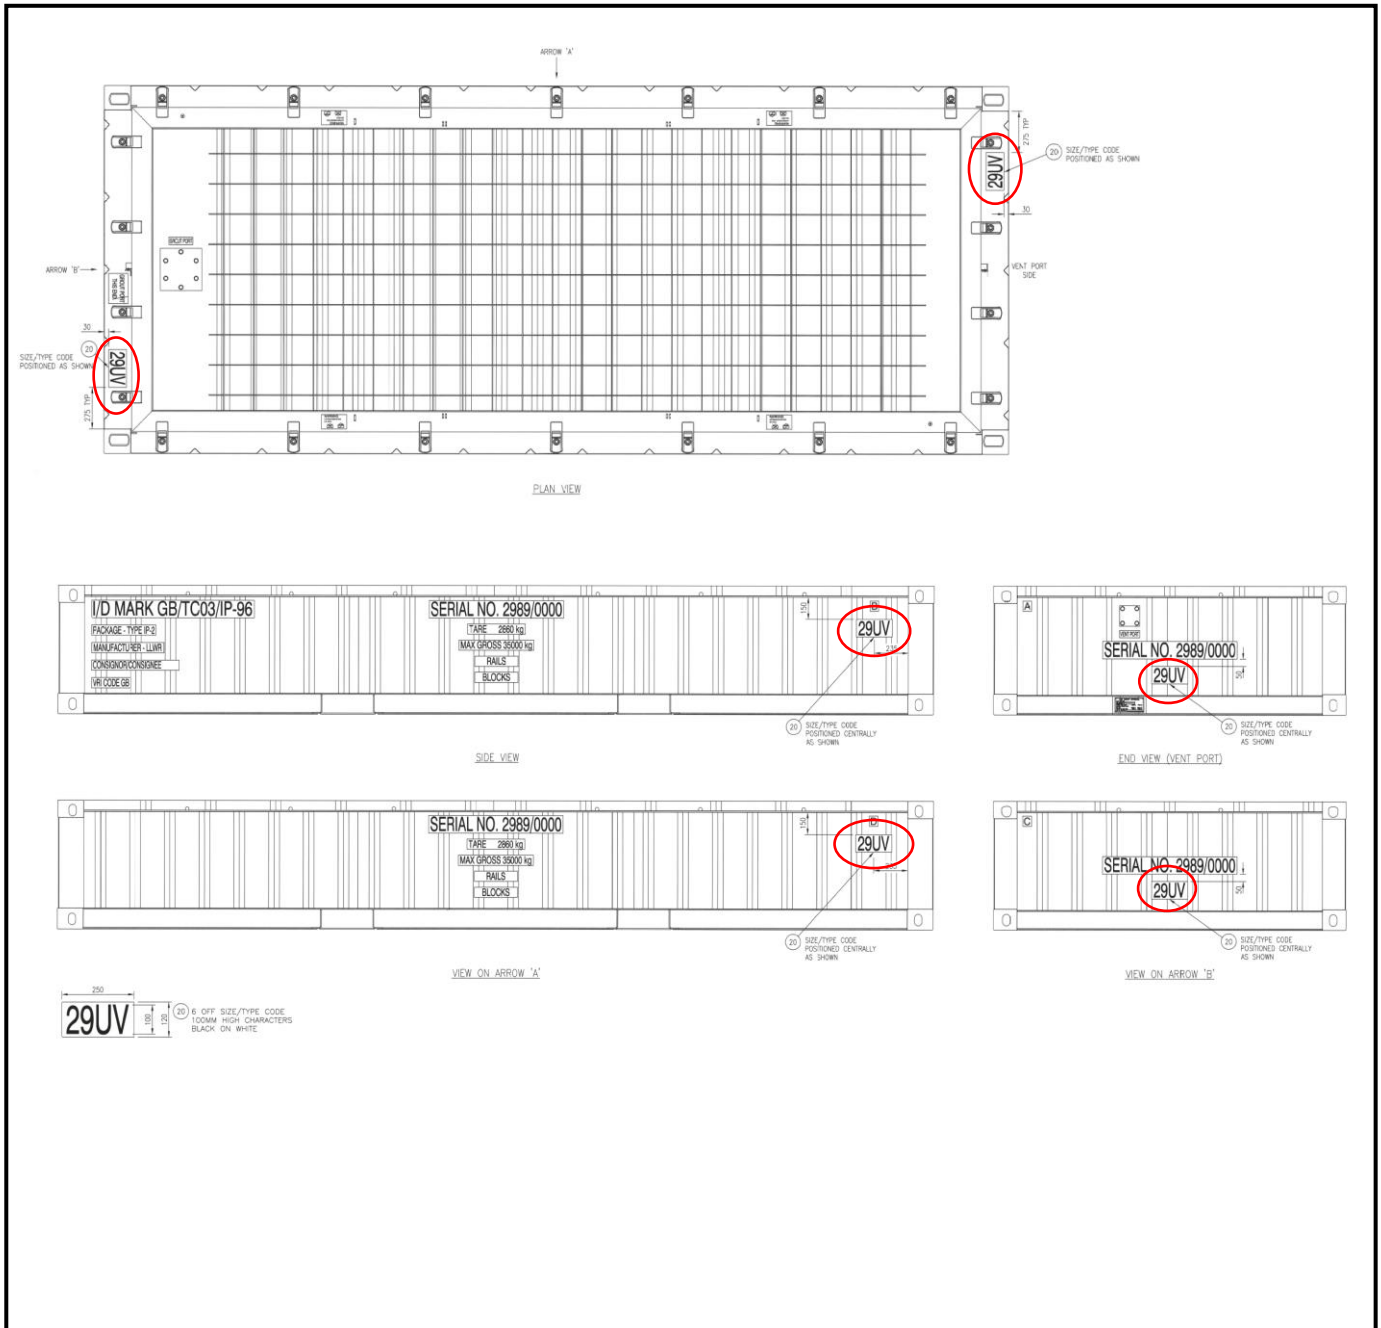 ARROW 'A'
275 TYP
20
SIZE/TYPE CODE
POSITIONED AS SHOWN
29UV
30
GROUT PORT
ARROW 'B'
VENT PORT
SIDE
GROUT PORT
THIS END
30
20
SIZE/TYPE CODE
POSITIONED AS SHOWN
29UV
275 TYP
PLAN VIEW
I/D MARK GB/TC03/IP-96
PACKAGE - TYPE IP-2
MANUFACTURER - LLWR
CONSIGNOR/CONSIGNEE
VRI CODE GB
SERIAL NO. 2989/0000
TARE 2860 kg
MAX GROSS 35000 kg
RAILS
BLOCKS
150
29UV
235
20
SIZE/TYPE CODE
POSITIONED CENTRALLY
AS SHOWN
SIDE VIEW
A
VENT PORT
SERIAL NO. 2989/0000
29UV
50
20
SIZE/TYPE CODE
POSITIONED CENTRALLY
AS SHOWN
END VIEW (VENT PORT)
SERIAL NO. 2989/0000
TARE 2860 kg
MAX GROSS 35000 kg
RAILS
BLOCKS
150
D
29UV
20
SIZE/TYPE CODE
POSITIONED CENTRALLY
AS SHOWN
VIEW ON ARROW 'A'
C
SERIAL NO. 2989/0000
29UV
50
20
SIZE/TYPE CODE
POSITIONED CENTRALLY
AS SHOWN
VIEW ON ARROW 'B'
250
29UV
100
120
20
6 OFF SIZE/TYPE CODE
100MM HIGH CHARACTERS
BLACK ON WHITE